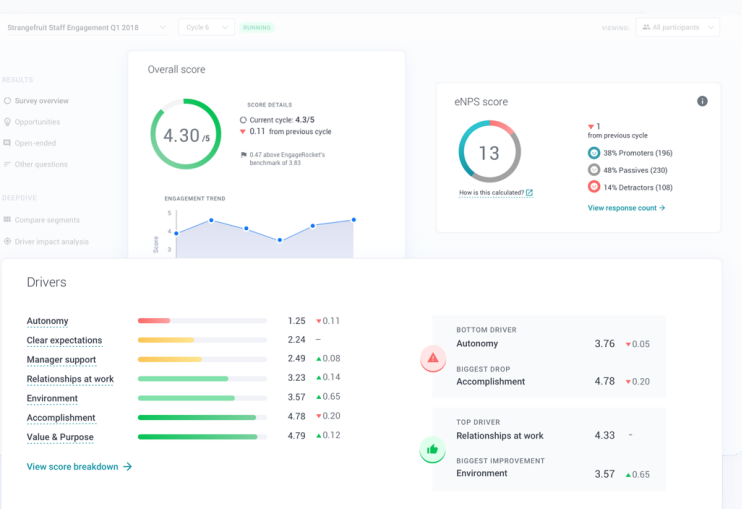 Strangefruit Staff Engagement Q1 2018
Cycle 6
RUNNING
VIEWING:
All participants
RESULTS
Survey overview
Opportunities
Open-ended
Other questions
DEEPDIVE
Compare segments
Driver impact analysis
Overall score
4.30 /5
SCORE DETAILS
Current cycle: 4.3/5
▼ 0.11 from previous cycle
0.47 above EngageRocket's
benchmark of 3.83
ENGAGEMENT TREND
5
4
3
Score
eNPS score
13
How is this calculated?
▼ 1
from previous cycle
38% Promoters (196)
48% Passives (230)
14% Detractors (108)
View response count →
Drivers
Autonomy 1.25 ▼0.11
Clear expectations 2.24 –
Manager support 2.49 ▲0.08
Relationships at work 3.23 ▲0.14
Environment 3.57 ▲0.65
Accomplishment 4.78 ▼0.20
Value & Purpose 4.79 ▲0.12
View score breakdown →
BOTTOM DRIVER
Autonomy 3.76 ▼0.05
BIGGEST DROP
Accomplishment 4.78 ▼0.20
TOP DRIVER
Relationships at work 4.33 -
BIGGEST IMPROVEMENT
Environment 3.57 ▲0.65